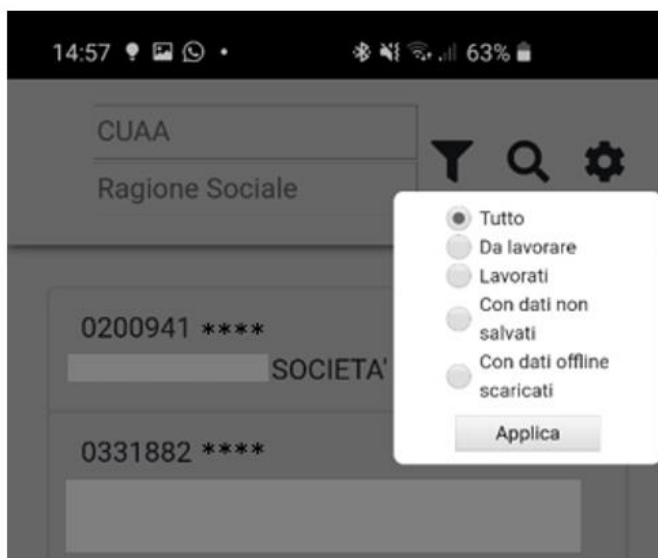 14:57 63%
CUAA
Ragione Sociale
Tutto
Da lavorare
Lavorati
Con dati non
salvati
Con dati offline
scaricati
Applica
0200941 ****
SOCIETA'
0331882 ****